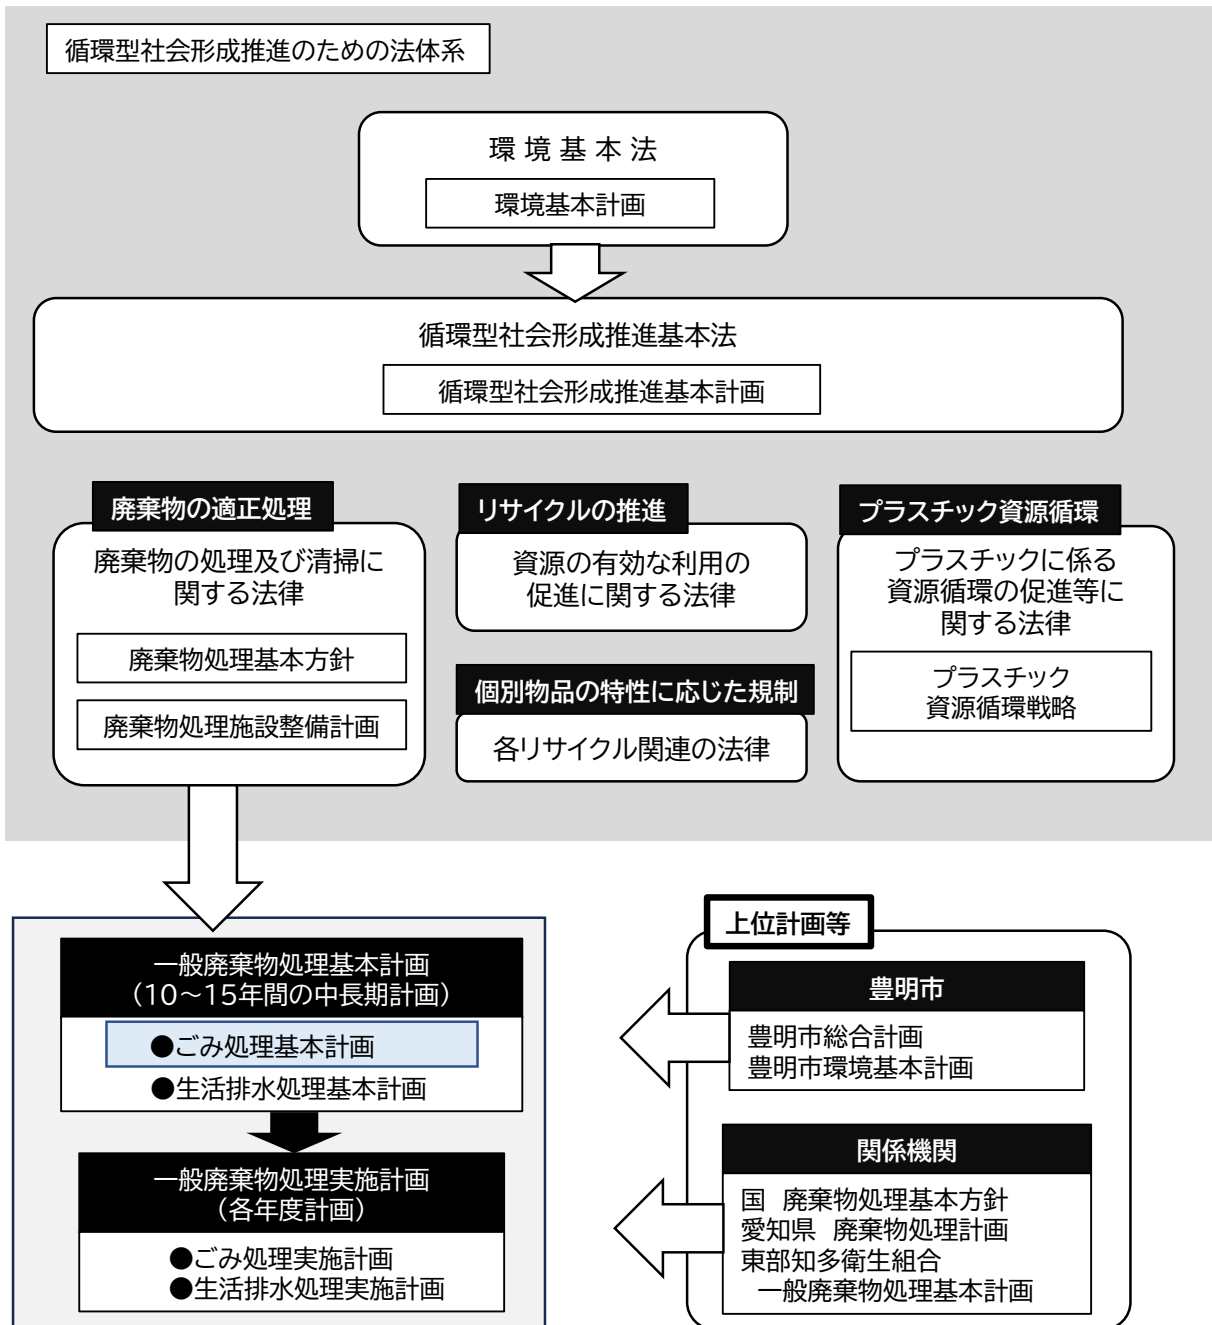 循環型社会形成推進のための法体系
環境基本法
環境基本計画
循環型社会形成推進基本法
循環型社会形成推進基本計画
廃棄物の適正処理
廃棄物の処理及び清掃に
関する法律
廃棄物処理基本方針
廃棄物処理施設整備計画
リサイクルの推進
資源の有効な利用の
促進に関する法律
個別物品の特性に応じた規制
各リサイクル関連の法律
プラスチック資源循環
プラスチックに係る
資源循環の促進等に
関する法律
プラスチック
資源循環戦略
一般廃棄物処理基本計画
（10～15年間の中長期計画）
●ごみ処理基本計画
●生活排水処理基本計画
一般廃棄物処理実施計画
（各年度計画）
●ごみ処理実施計画
●生活排水処理実施計画
上位計画等
豊明市
豊明市総合計画
豊明市環境基本計画
関係機関
国　廃棄物処理基本方針
愛知県　廃棄物処理計画
東部知多衛生組合
一般廃棄物処理基本計画